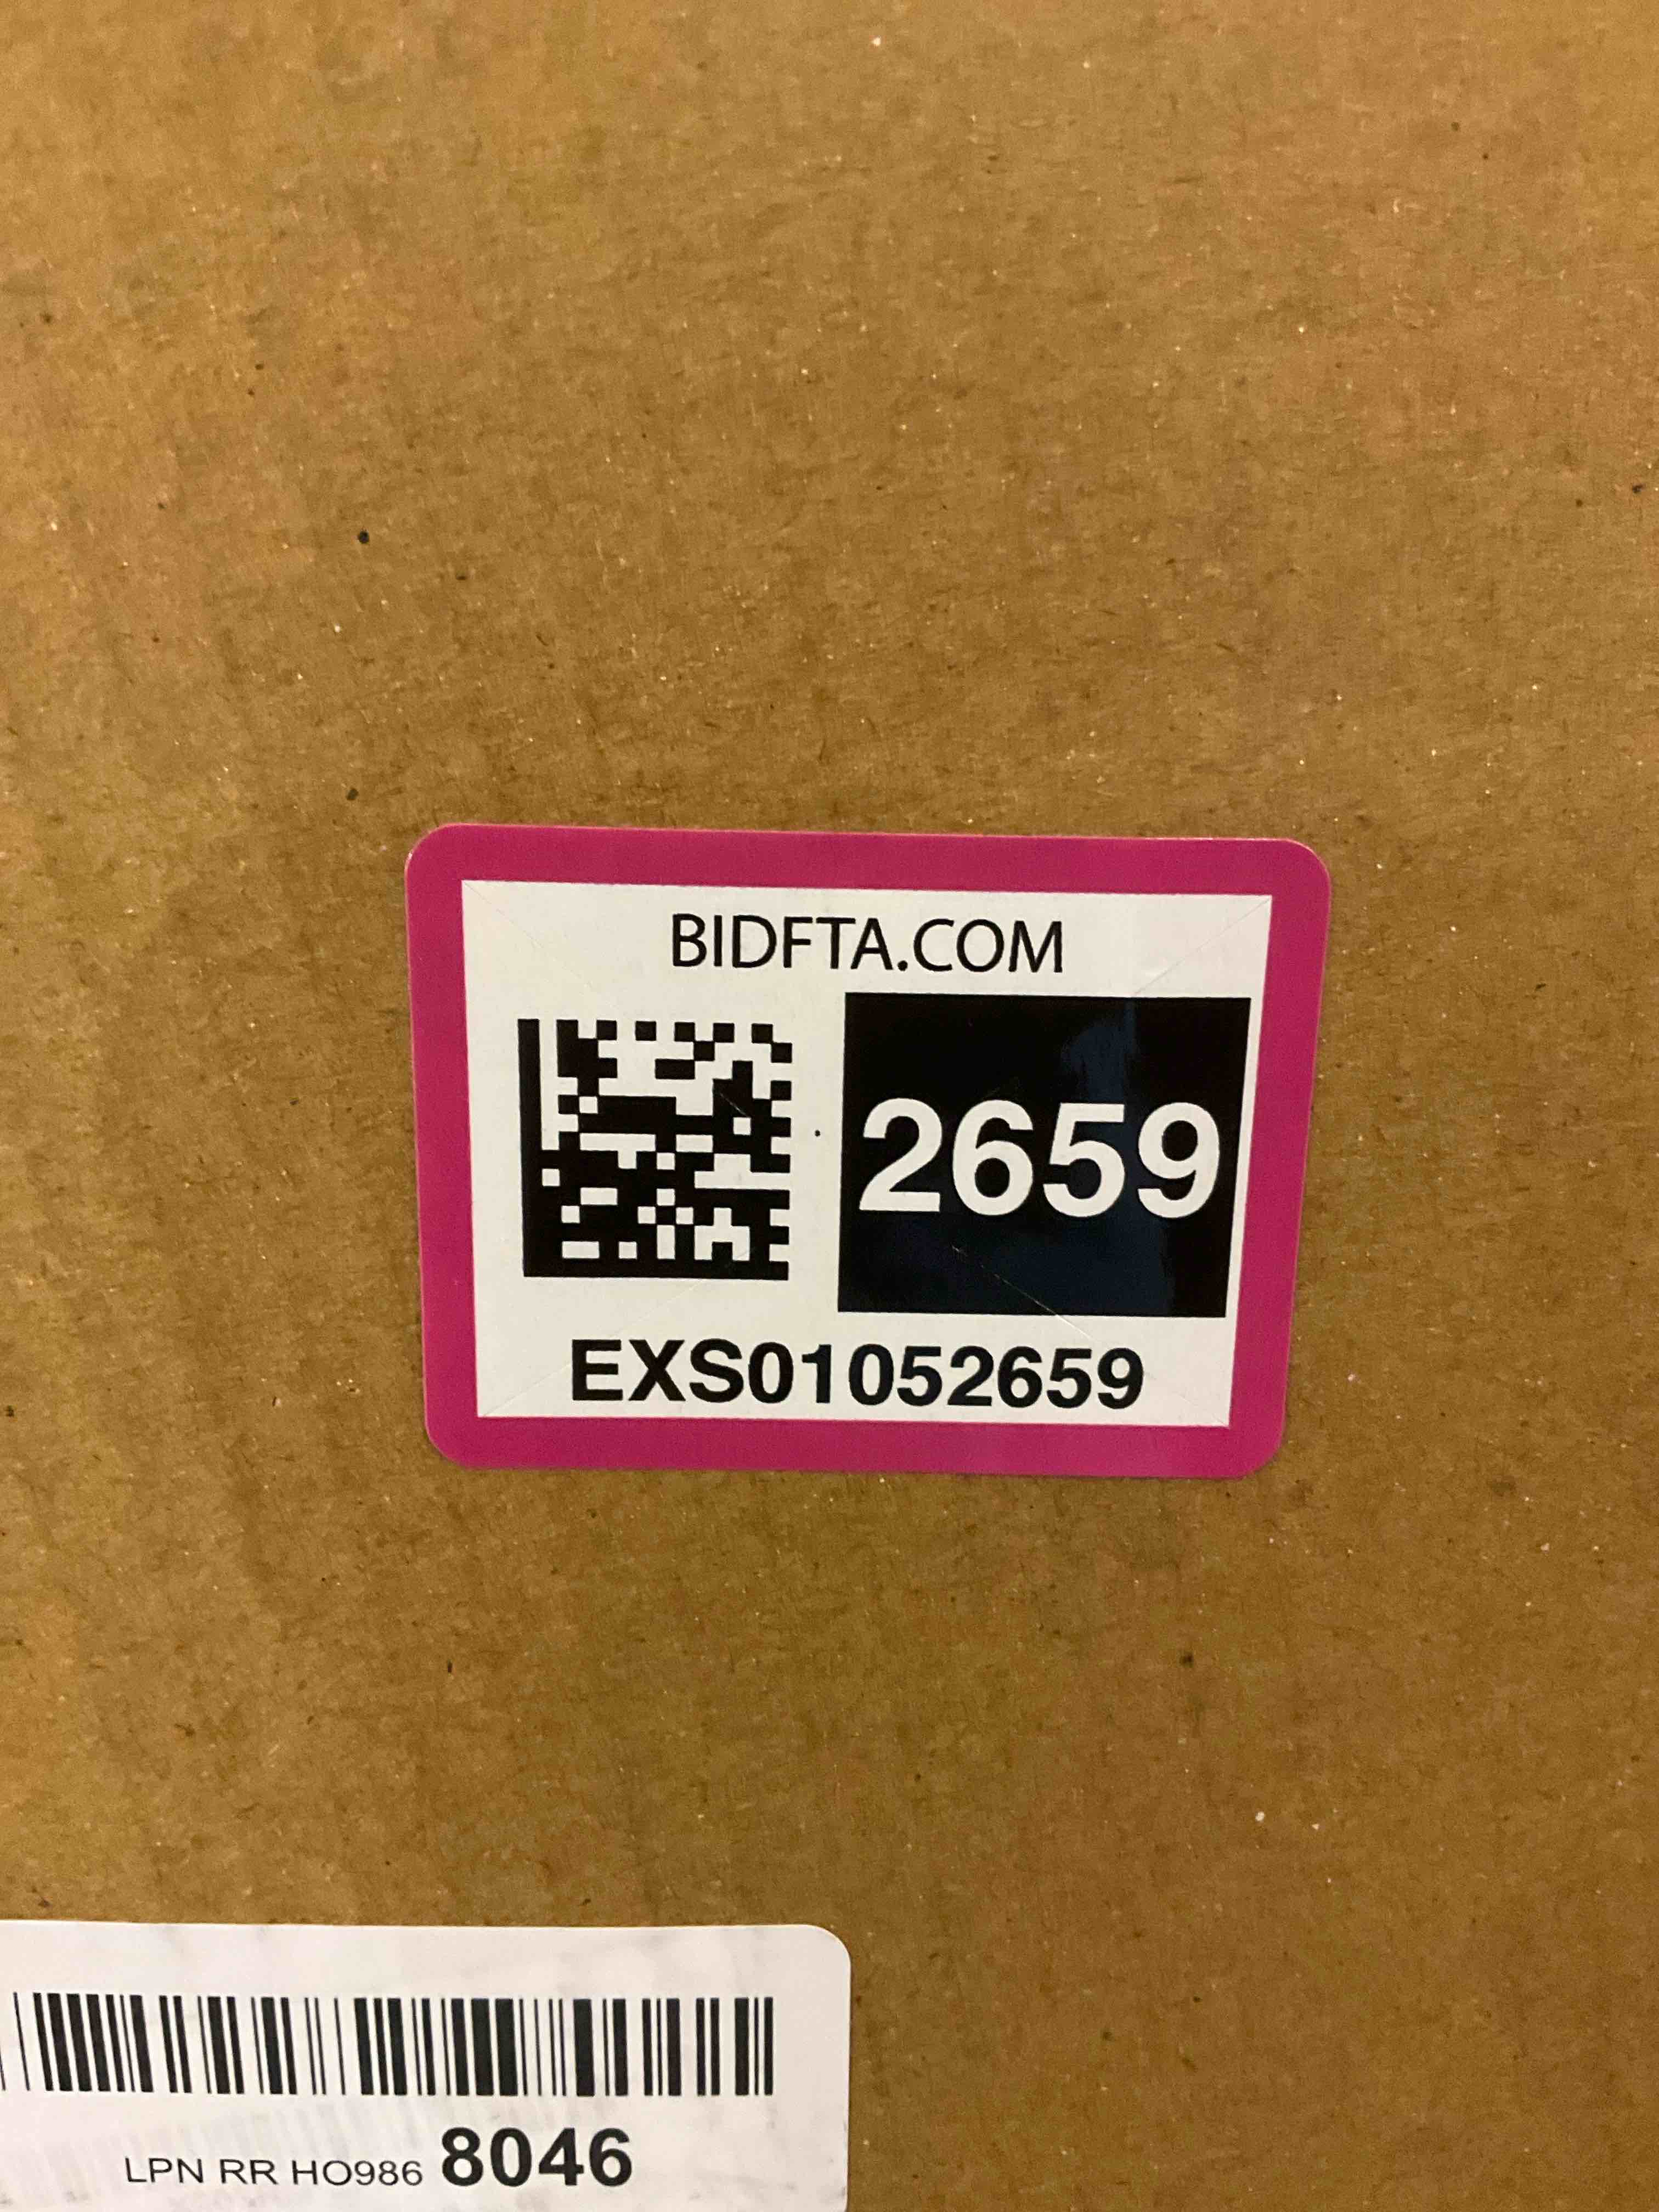 BIDFTA.COM
2659
EXS01052659
LPN RR HO986 8046